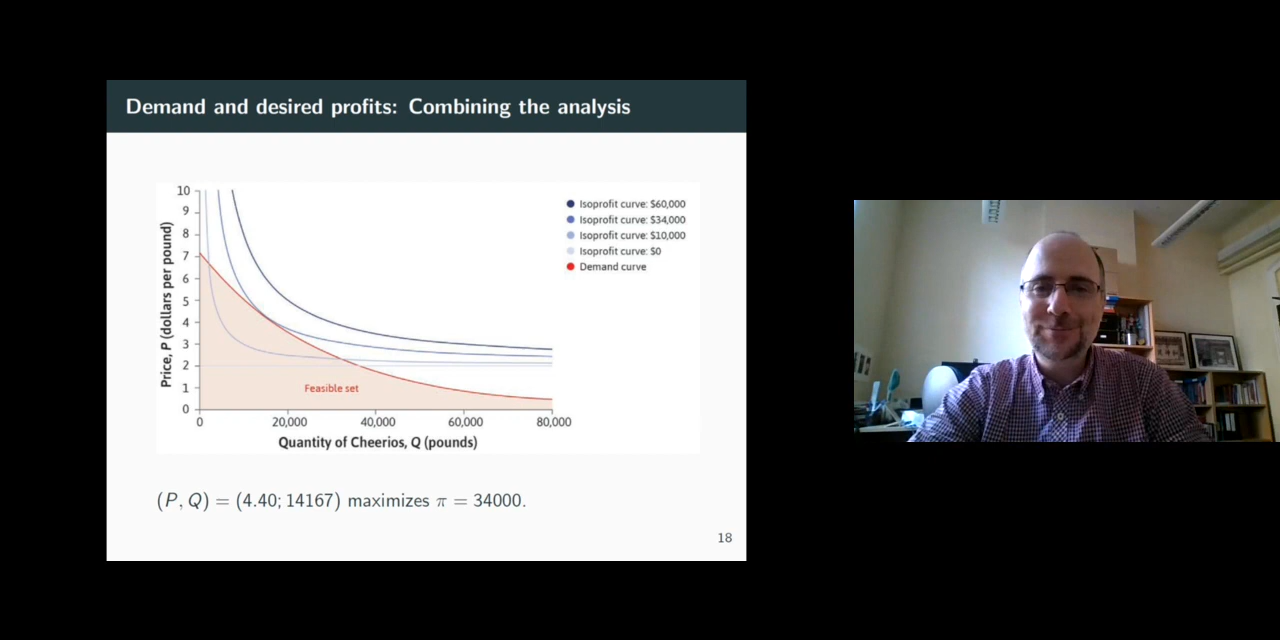 Demand and desired profits: Combining the analysis
10
9
8
7
6
5
4
3
2
1
0
Price, P (dollars per pound)
Isoprofit curve: $60,000
Isoprofit curve: $34,000
Isoprofit curve: $10,000
Isoprofit curve: $0
Demand curve
Feasible set
0 20,000 40,000 60,000 80,000
Quantity of Cheerios, Q (pounds)
(P, Q) = (4.40; 14167) maximizes π = 34000.
18